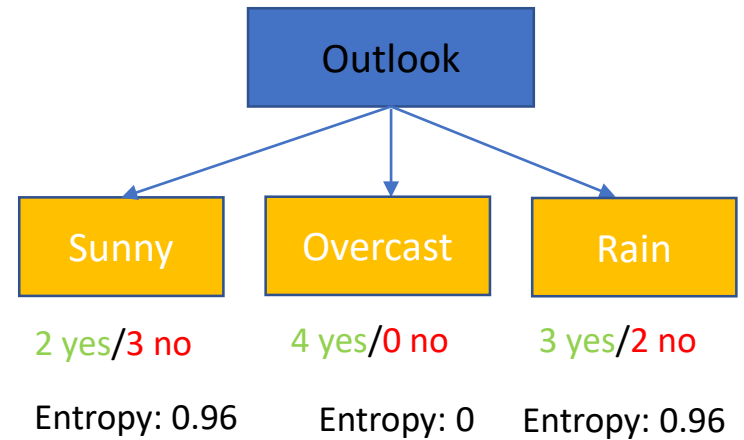 Outlook
Sunny
Overcast
Rain
2 yes/3 no
4 yes/0 no
3 yes/2 no
Entropy: 0.96
Entropy: 0
Entropy: 0.96